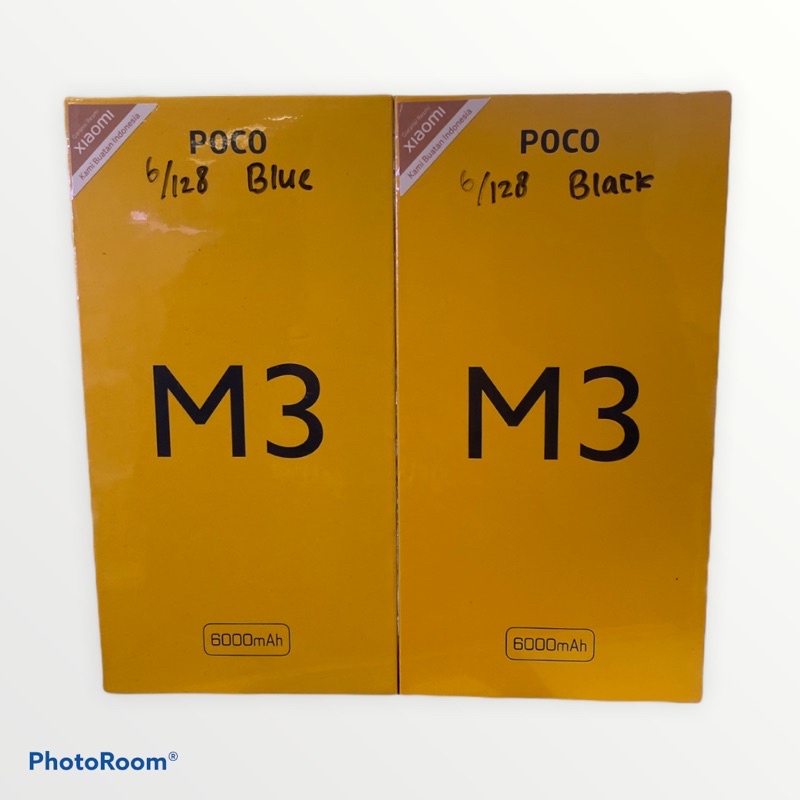 xiaomi
Kami Buatan Indonesia
POCO
6/128 Blue
M3
6000mAh
xiaomi
Kami Buatan Indonesia
POCO
6/128 Black
M3
6000mAh
PhotoRoom®